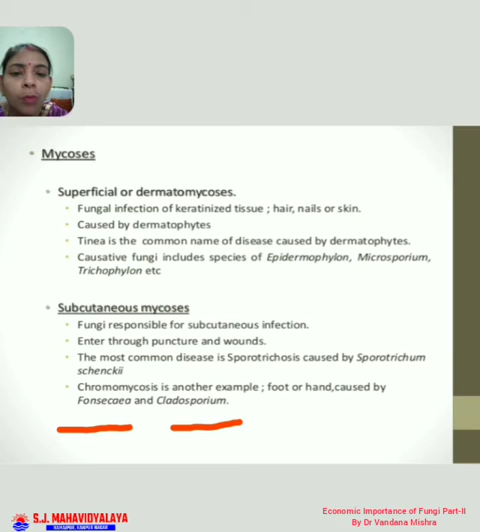 Mycoses
Superficial or dermatomycoses.
Fungal infection of keratinized tissue ; hair, nails or skin.
Caused by dermatophytes
Tinea is the common name of disease caused by dermatophytes.
Causative fungi includes species of Epidermophylon, Microsporium,
Trichophylon etc
Subcutaneous mycoses
Fungi responsible for subcutaneous infection.
Enter through puncture and wounds.
The most common disease is Sporotrichosis caused by Sporotrichum
schenckii
Chromomycosis is another example ; foot or hand,caused by
Fonsecaea and Cladosporium.
S.J. MAHAVIDYALAYA
Economic Importance of Fungi Part-II
By Dr Vandana Mishra